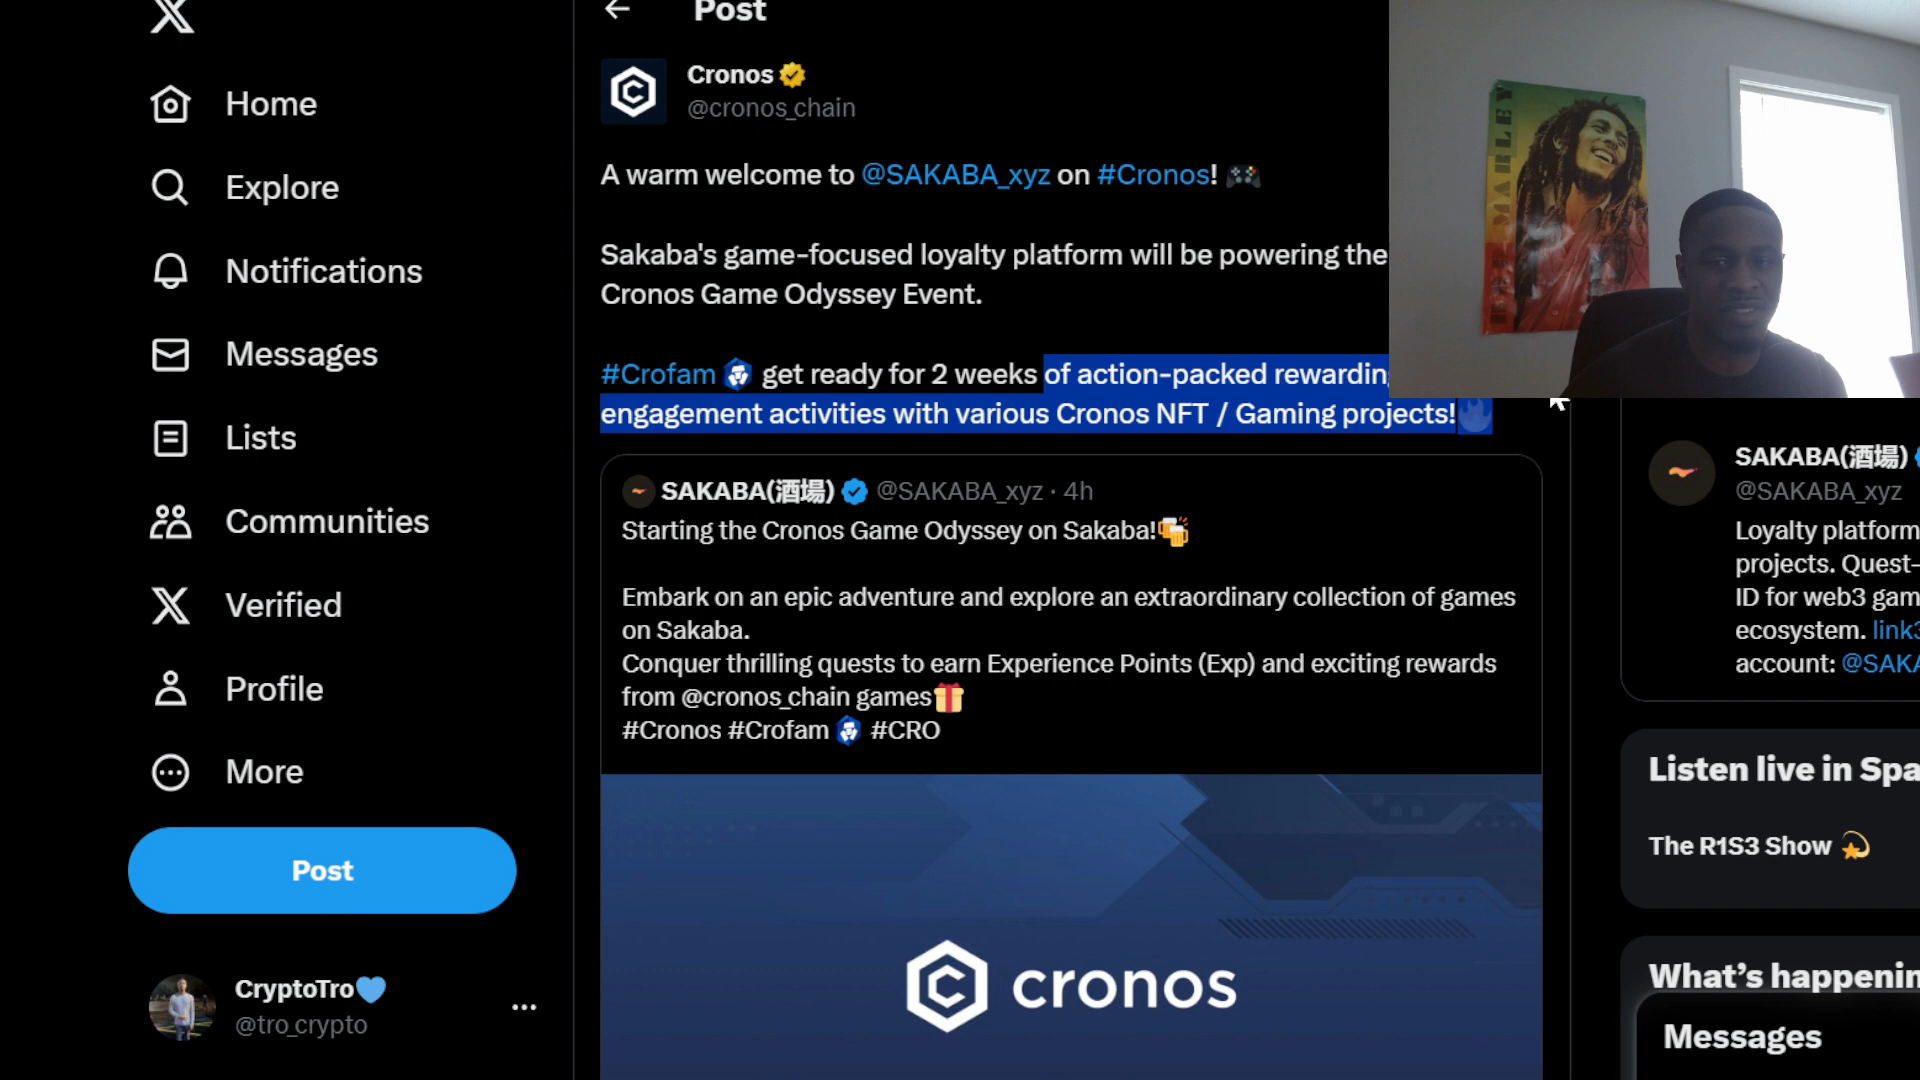 Post
Cronos
@cronos_chain
A warm welcome to @SAKABA_xyz on #Cronos! 🎮
Sakaba's game-focused loyalty platform will be powering the
Cronos Game Odyssey Event.
#Crofam get ready for 2 weeks of action-packed rewarding
engagement activities with various Cronos NFT / Gaming projects!
SAKABA(酒場) @SAKABA_xyz · 4h
Starting the Cronos Game Odyssey on Sakaba!🍻
Embark on an epic adventure and explore an extraordinary collection of games
on Sakaba.
Conquer thrilling quests to earn Experience Points (Exp) and exciting rewards
from @cronos_chain games🎁
#Cronos #Crofam #CRO
cronos
Home
Explore
Notifications
Messages
Lists
Communities
Verified
Profile
More
Post
CryptoTro💙
@tro_crypto
BOB MARLEY
SAKABA(酒場)
@SAKABA_xyz
Loyalty platform
projects. Quest-
ID for web3 gam
ecosystem. link3
account: @SAKA
Listen live in Spa
The R1S3 Show 💫
What's happenin
Messages